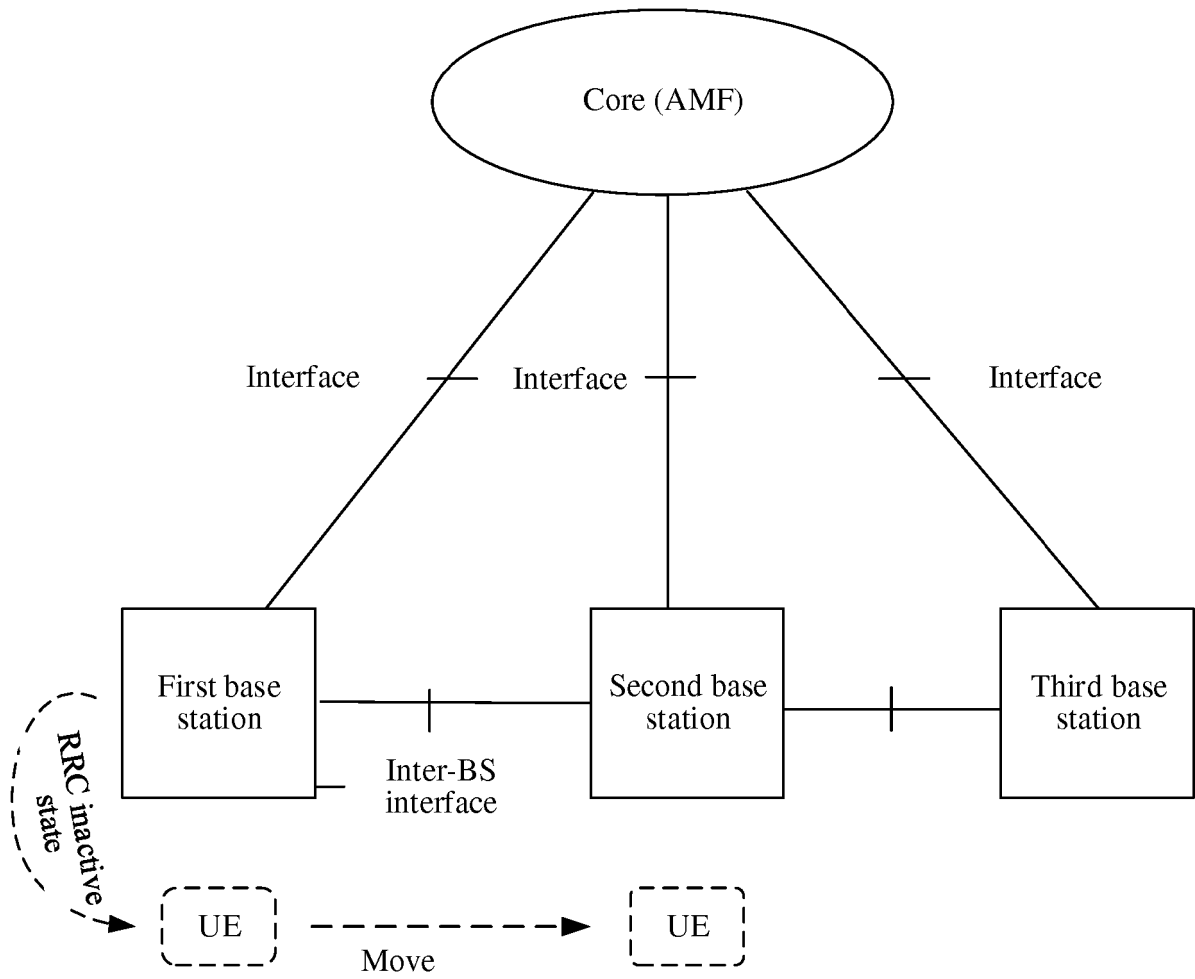 Core (AMF)
Interface
Interface
Interface
First base
station
Second base
station
Third base
station
Inter-BS
interface
RRC inactive
state
UE
UE
Move